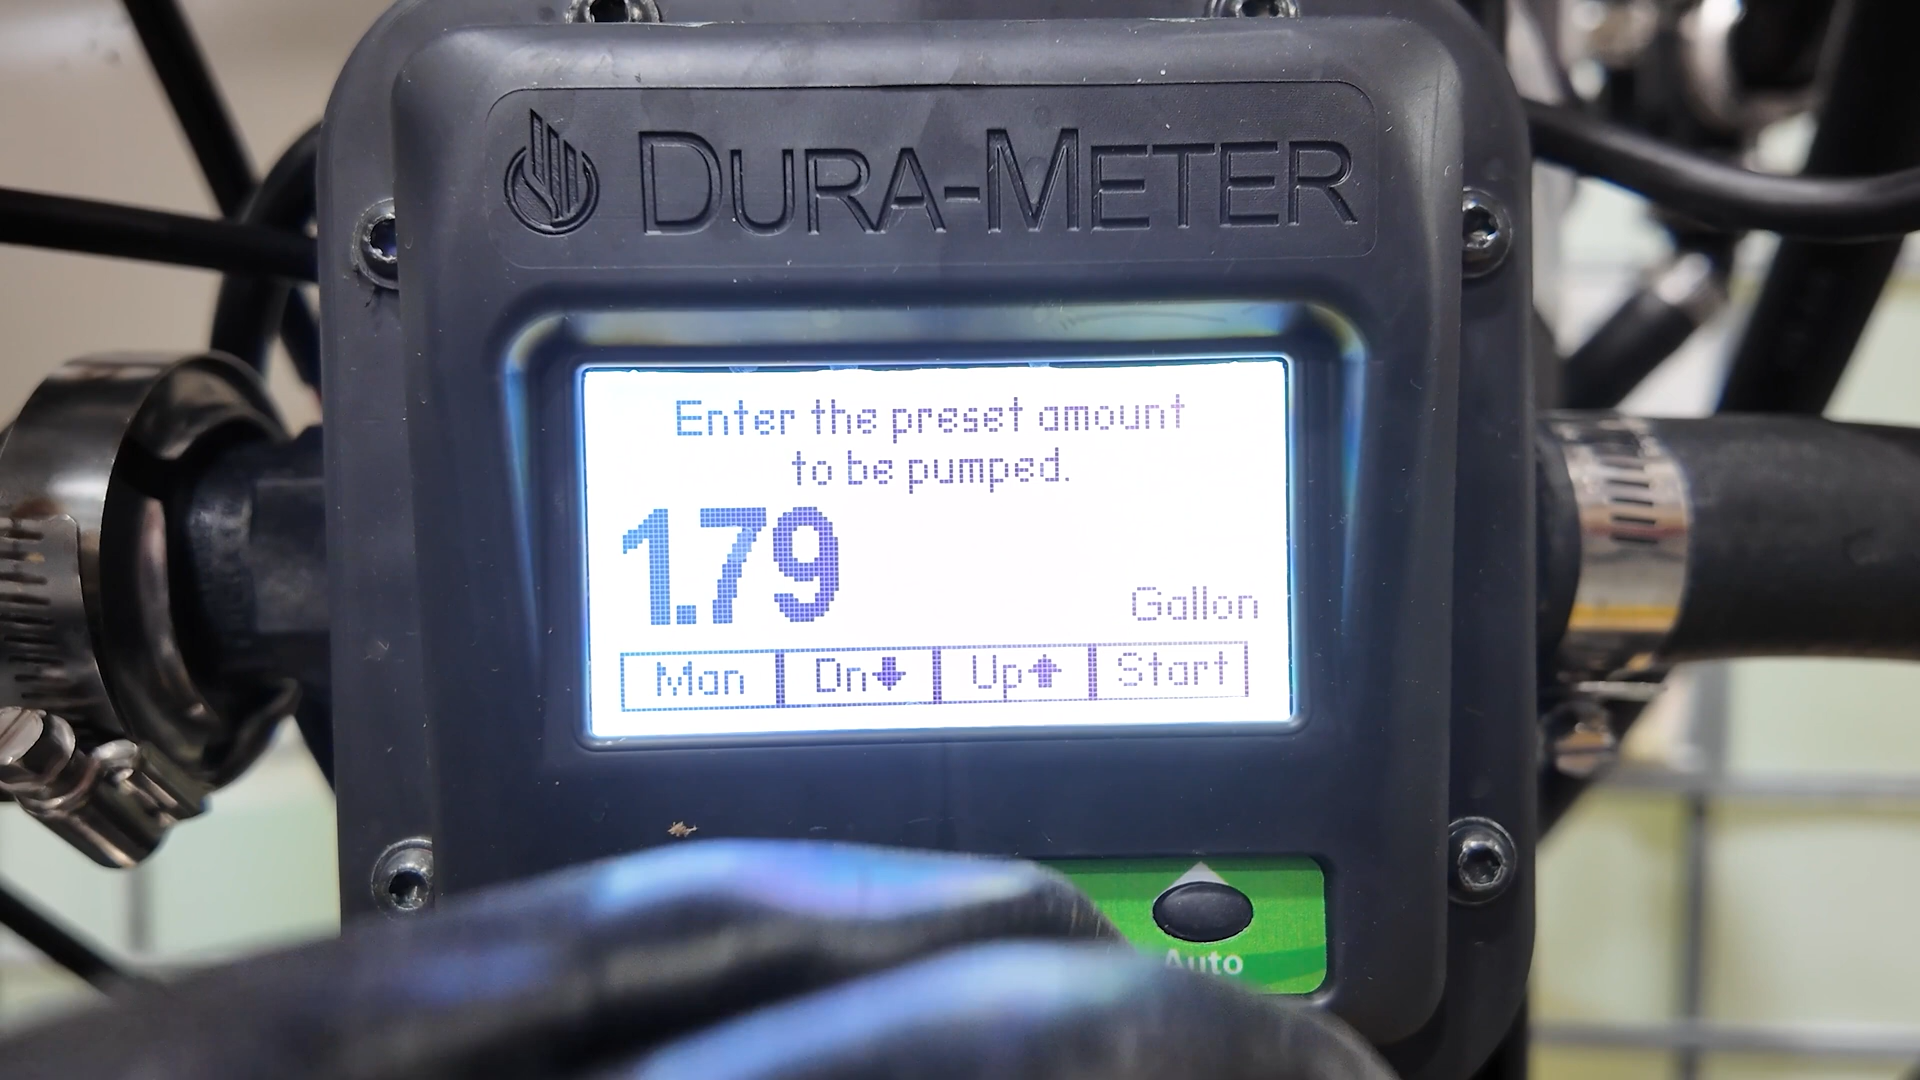 DURA-METER
Enter the preset amount
to be pumped.
1.79
Gallon
Man Dn Up Start
Auto